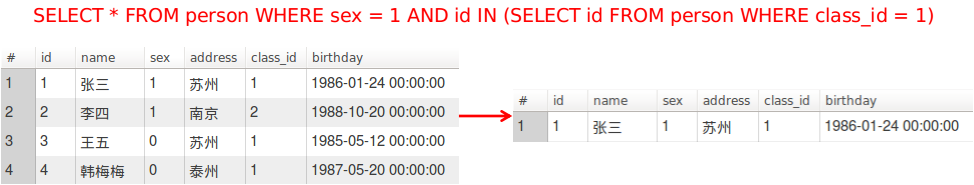 SELECT * FROM person WHERE sex = 1 AND id IN (SELECT id FROM person WHERE class_id = 1)
# id name sex address class_id birthday
1 1 张三 1 苏州 1 1986-01-24 00:00:00
2 2 李四 1 南京 2 1988-10-20 00:00:00
3 3 王五 0 苏州 1 1985-05-12 00:00:00
4 4 韩梅梅 0 泰州 1 1987-05-20 00:00:00
# id name sex address class_id birthday
1 1 张三 1 苏州 1 1986-01-24 00:00:00